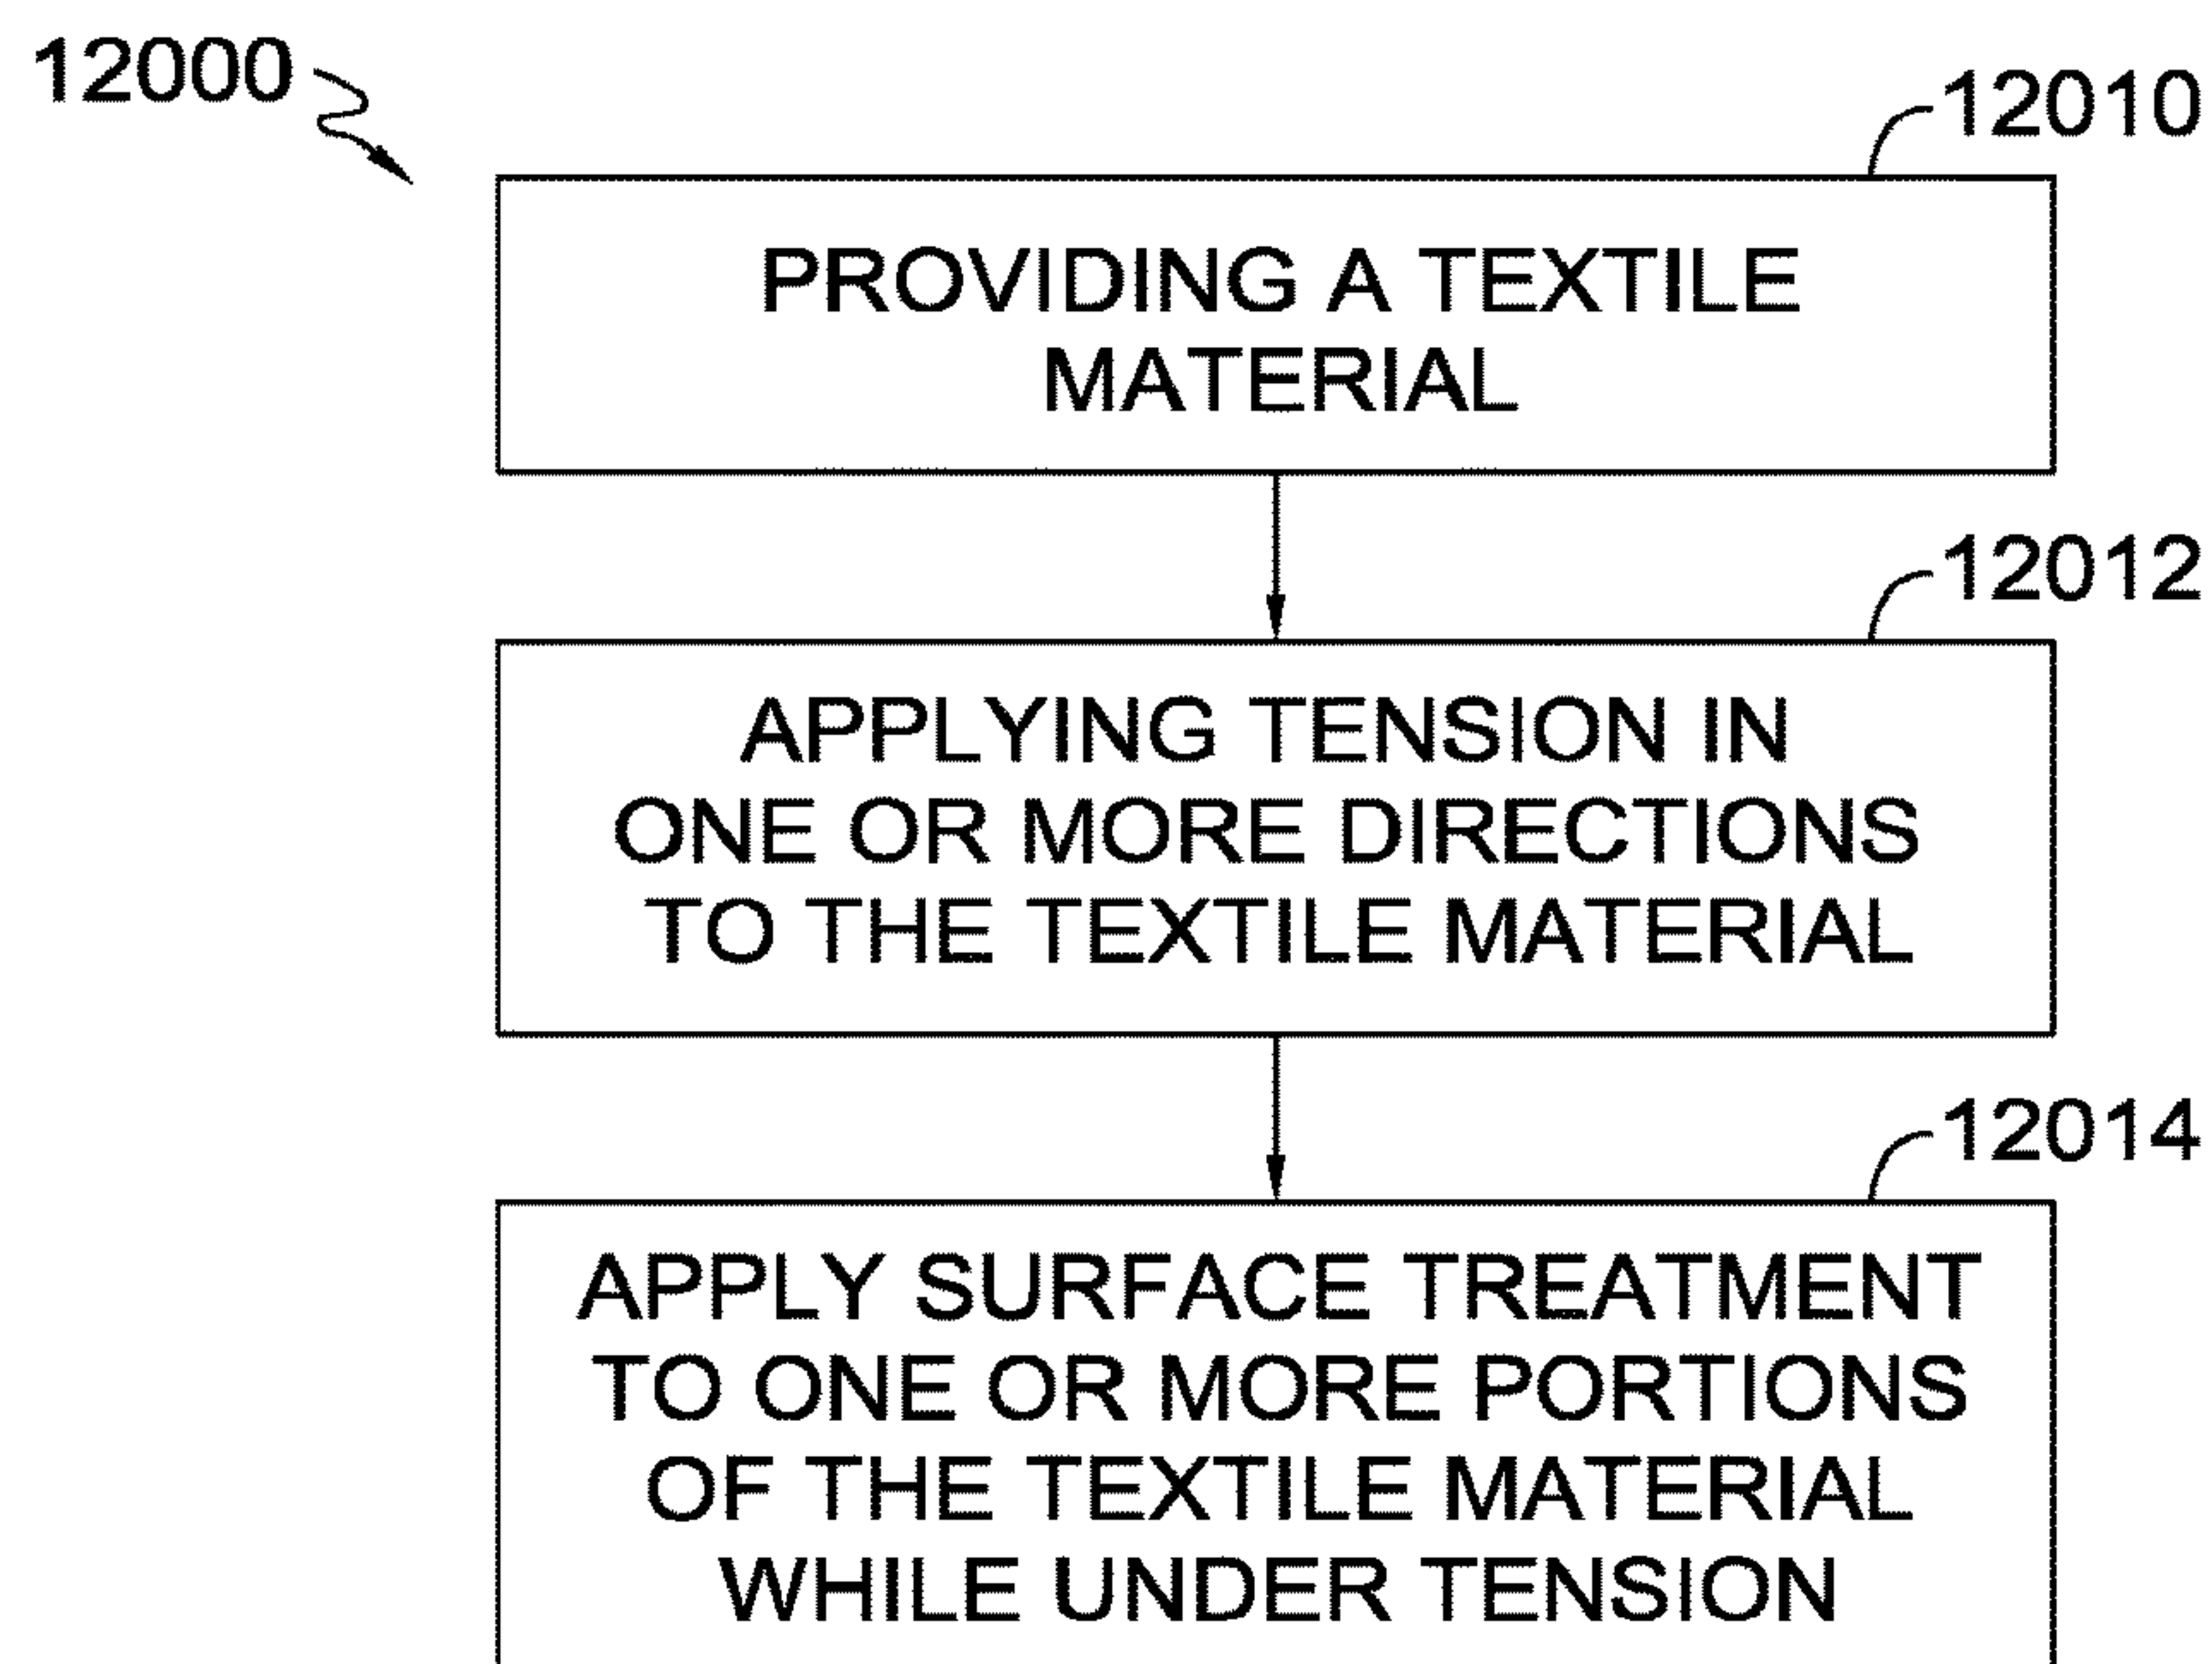 12000
12010
PROVIDING A TEXTILE
MATERIAL
12012
APPLYING TENSION IN
ONE OR MORE DIRECTIONS
TO THE TEXTILE MATERIAL
12014
APPLY SURFACE TREATMENT
TO ONE OR MORE PORTIONS
OF THE TEXTILE MATERIAL
WHILE UNDER TENSION